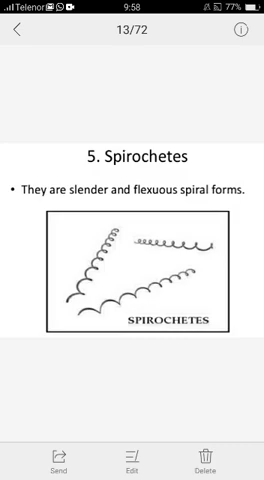 Telenor
9:58
77%
13/72
5. Spirochetes
• They are slender and flexuous spiral forms.
SPIROCHETES
Send
Edit
Delete